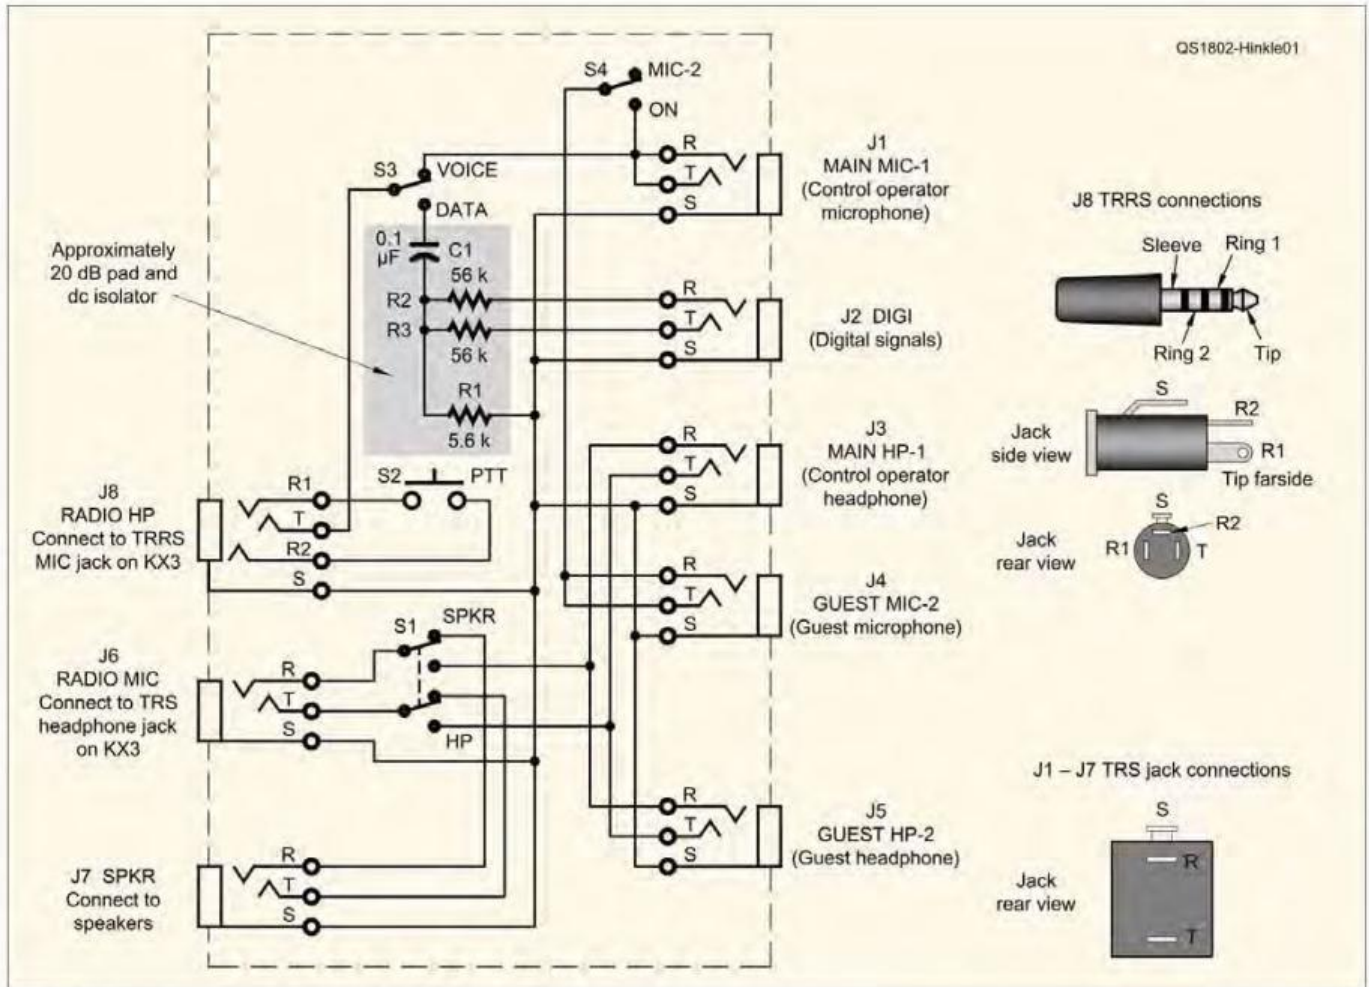 QS1802-Hinkle01
S4
MIC-2
ON
R
T
S
J1
MAIN MIC-1
(Control operator
microphone)
S3
VOICE
DATA
0.1
µF
C1
56 k
R2
R3
56 k
R1
5.6 k
Approximately
20 dB pad and
dc isolator
R
T
S
J2 DIGI
(Digital signals)
R
T
S
J3
MAIN HP-1
(Control operator
headphone)
S2
PTT
J8
RADIO HP
Connect to TRRS
MIC jack on KX3
R1
T
R2
S
R
T
S
J4
GUEST MIC-2
(Guest microphone)
S1
SPKR
HP
J6
RADIO MIC
Connect to TRS
headphone jack
on KX3
R
T
S
R
T
S
J5
GUEST HP-2
(Guest headphone)
J7 SPKR
Connect to
speakers
R
T
S
J8 TRRS connections
Sleeve
Ring 1
Ring 2
Tip
Jack
side view
S
R2
R1
Tip farside
Jack
rear view
S
R2
R1
T
J1 – J7 TRS jack connections
S
Jack
rear view
R
T